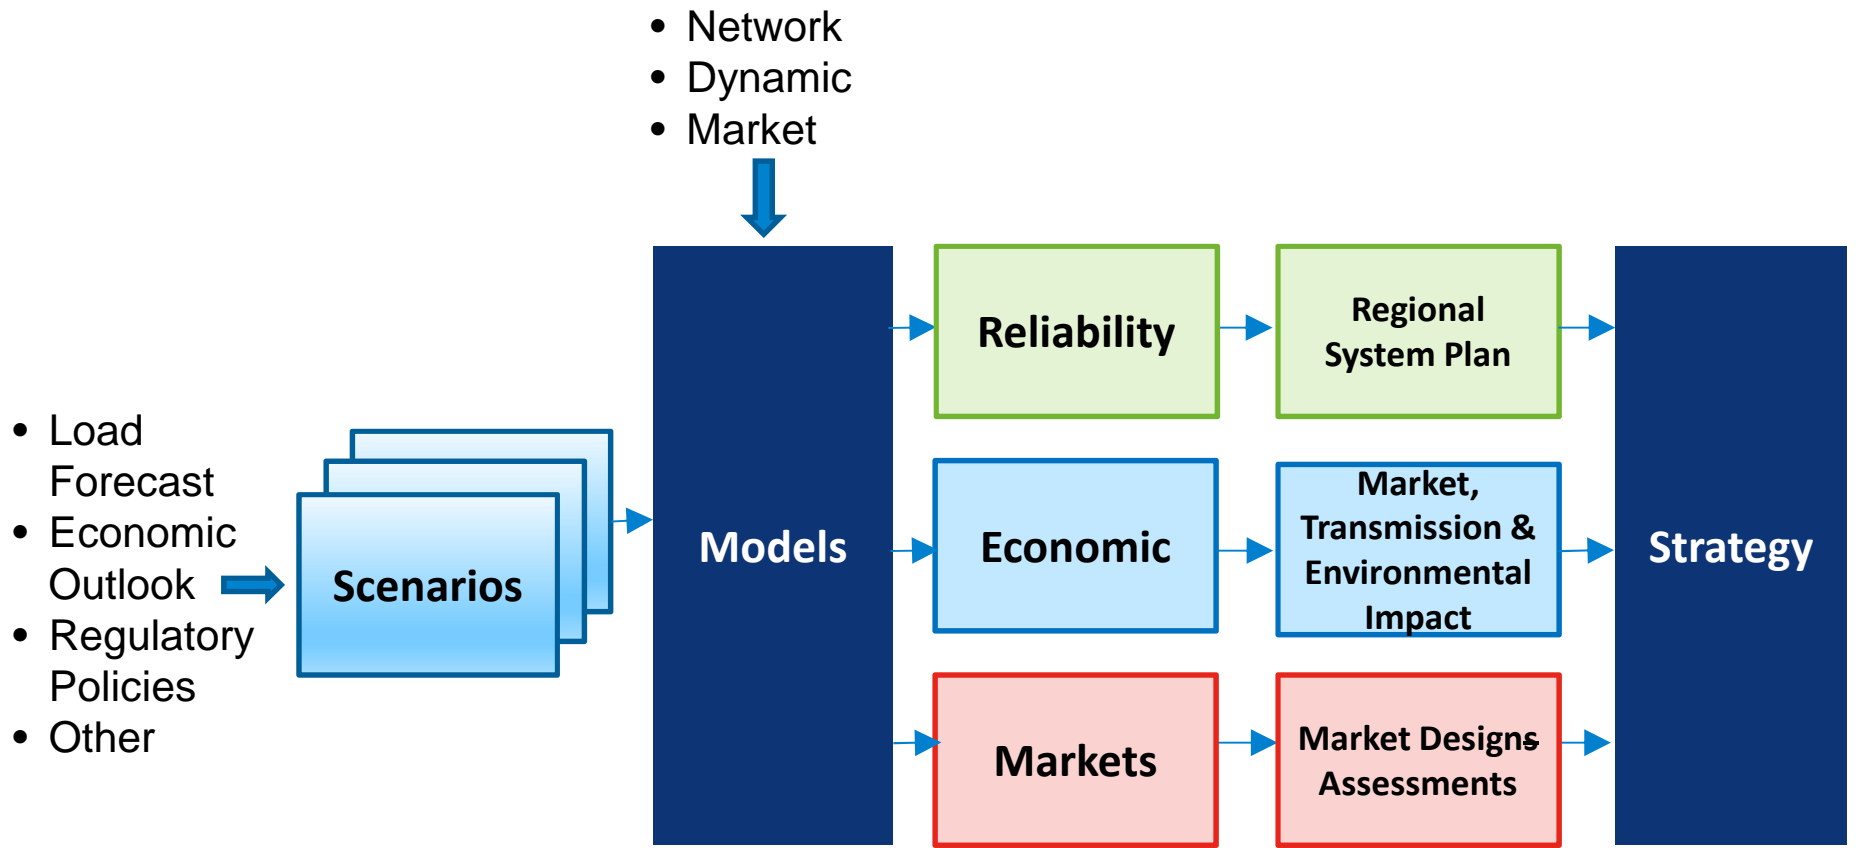 • Network
• Dynamic
• Market
• Load
Forecast
• Economic
Outlook
• Regulatory
Policies
• Other
Scenarios
Models
Reliability
Regional
System Plan
Economic
Market,
Transmission &
Environmental
Impact
Markets
Market Designs
Assessments
Strategy